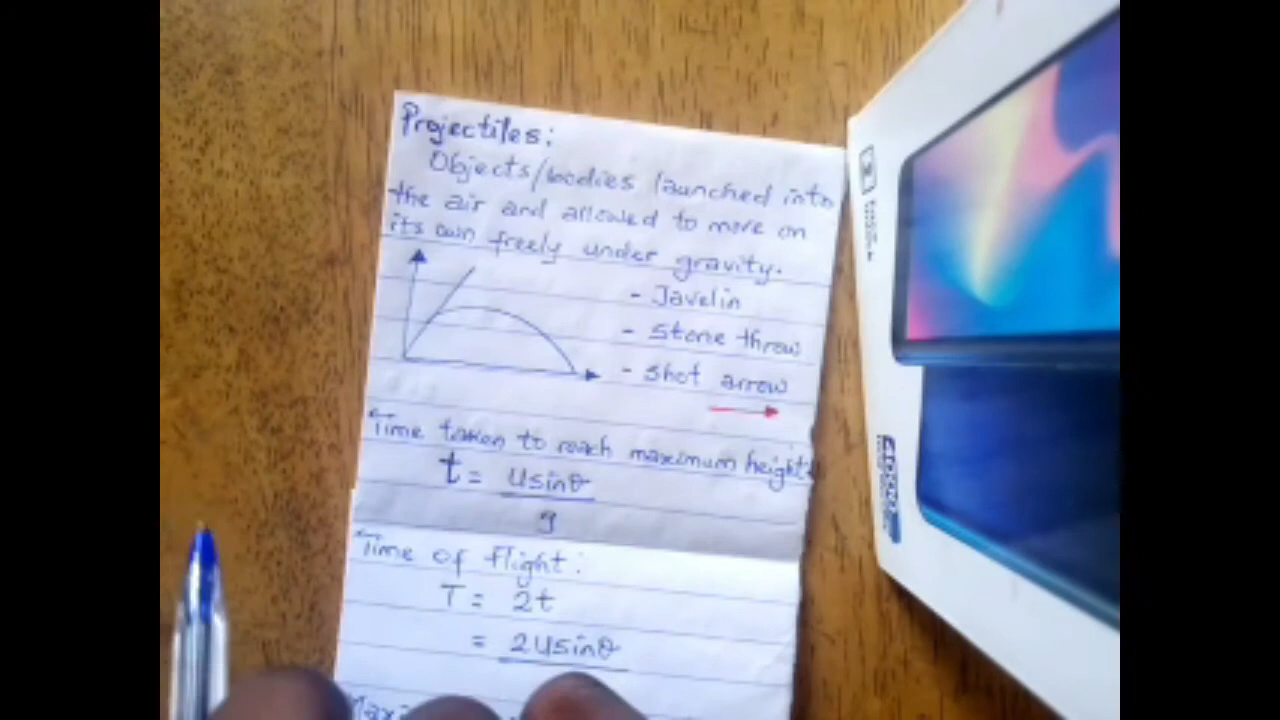 Projectiles:
Objects/bodies launched into
the air and allowed to move on
its own freely under gravity.
- Javelin
- stone throw
- shot arrow
Time taken to reach maximum height
t = usinθ
g
Time of flight:
T = 2t
= 2usinθ